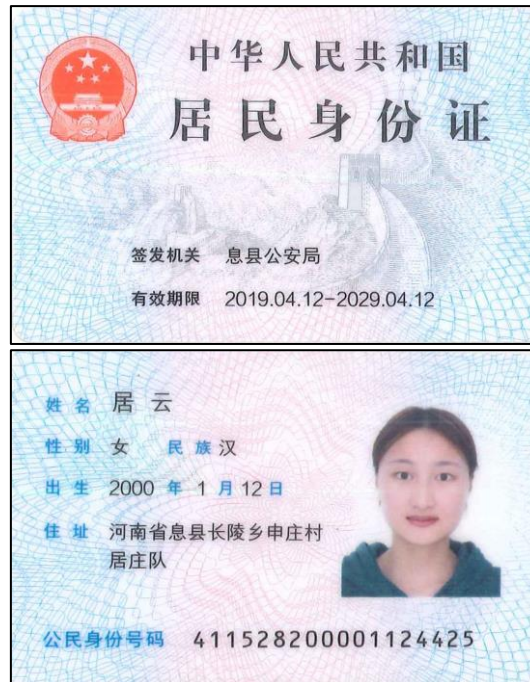 中华人民共和国
居民身份证
签发机关 息县公安局
有效期限 2019.04.12-2029.04.12
姓名 居云
性别 女 民族 汉
出生 2000 年 1 月 12 日
住址 河南省息县长陵乡申庄村
居庄队
公民身份号码 411528200001124425